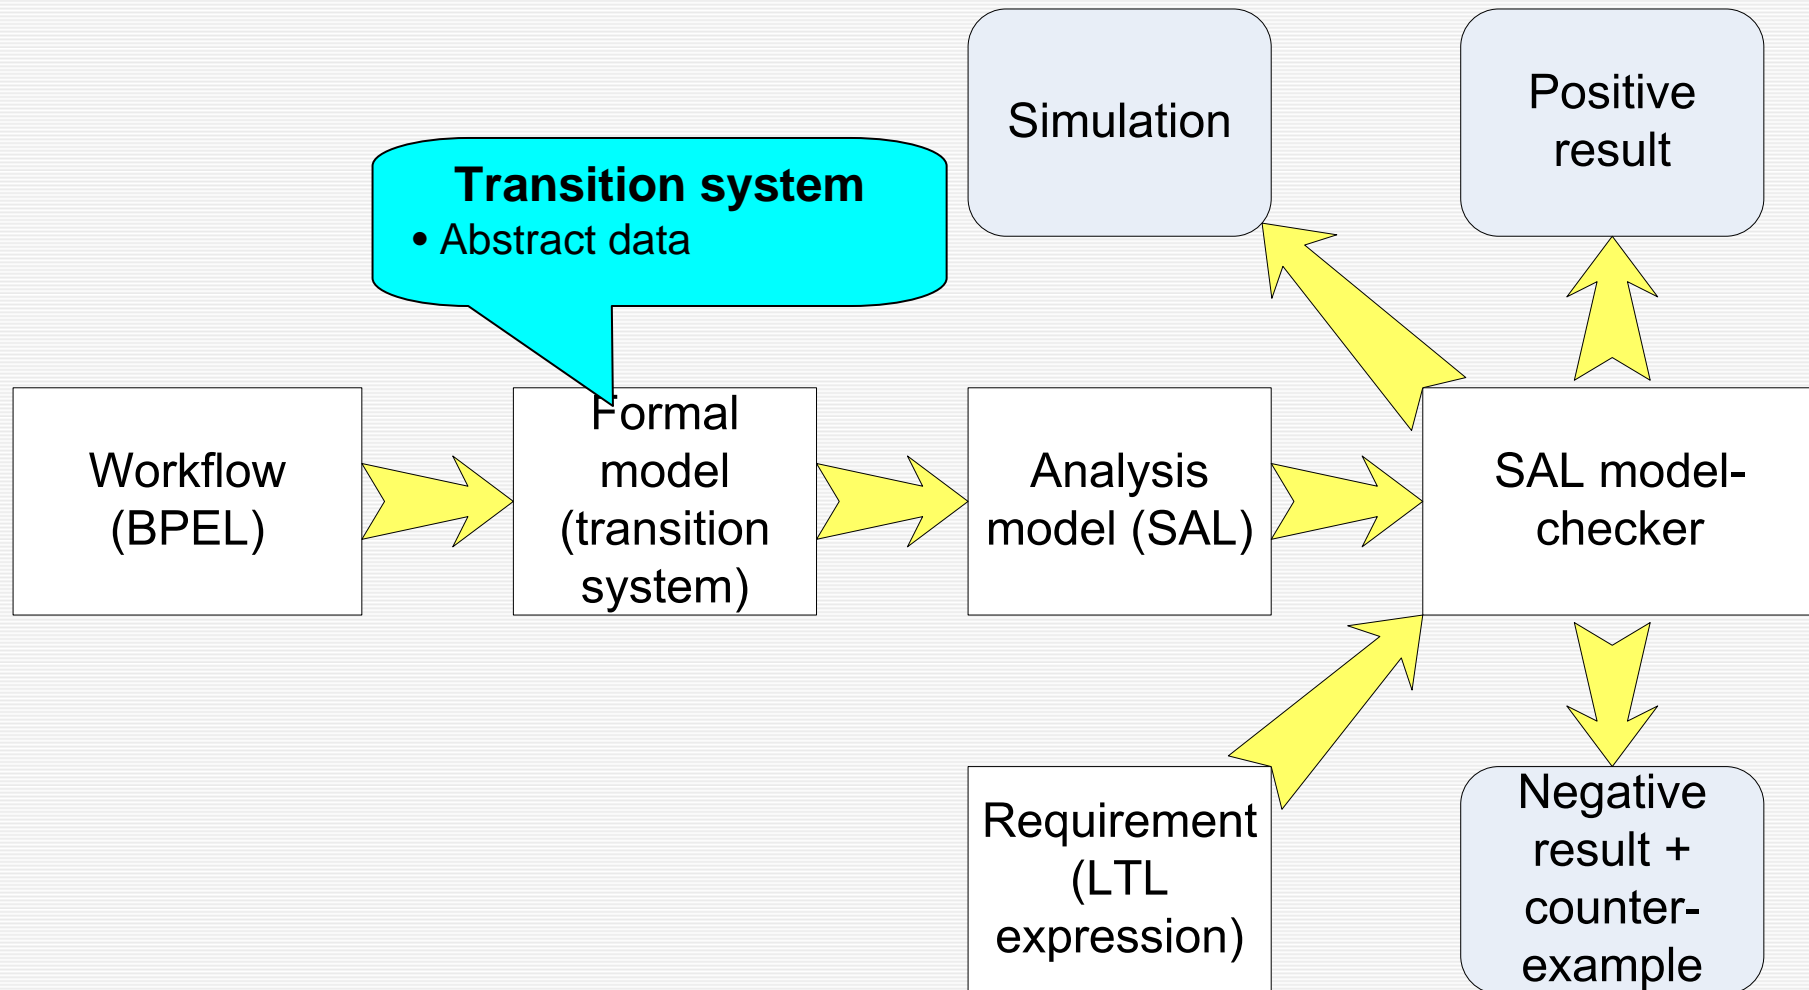 Simulation
Positive
result
Transition system
• Abstract data
Workflow
(BPEL)
Formal
model
(transition
system)
Analysis
model (SAL)
SAL model-
checker
Requirement
(LTL
expression)
Negative
result +
counter-
example